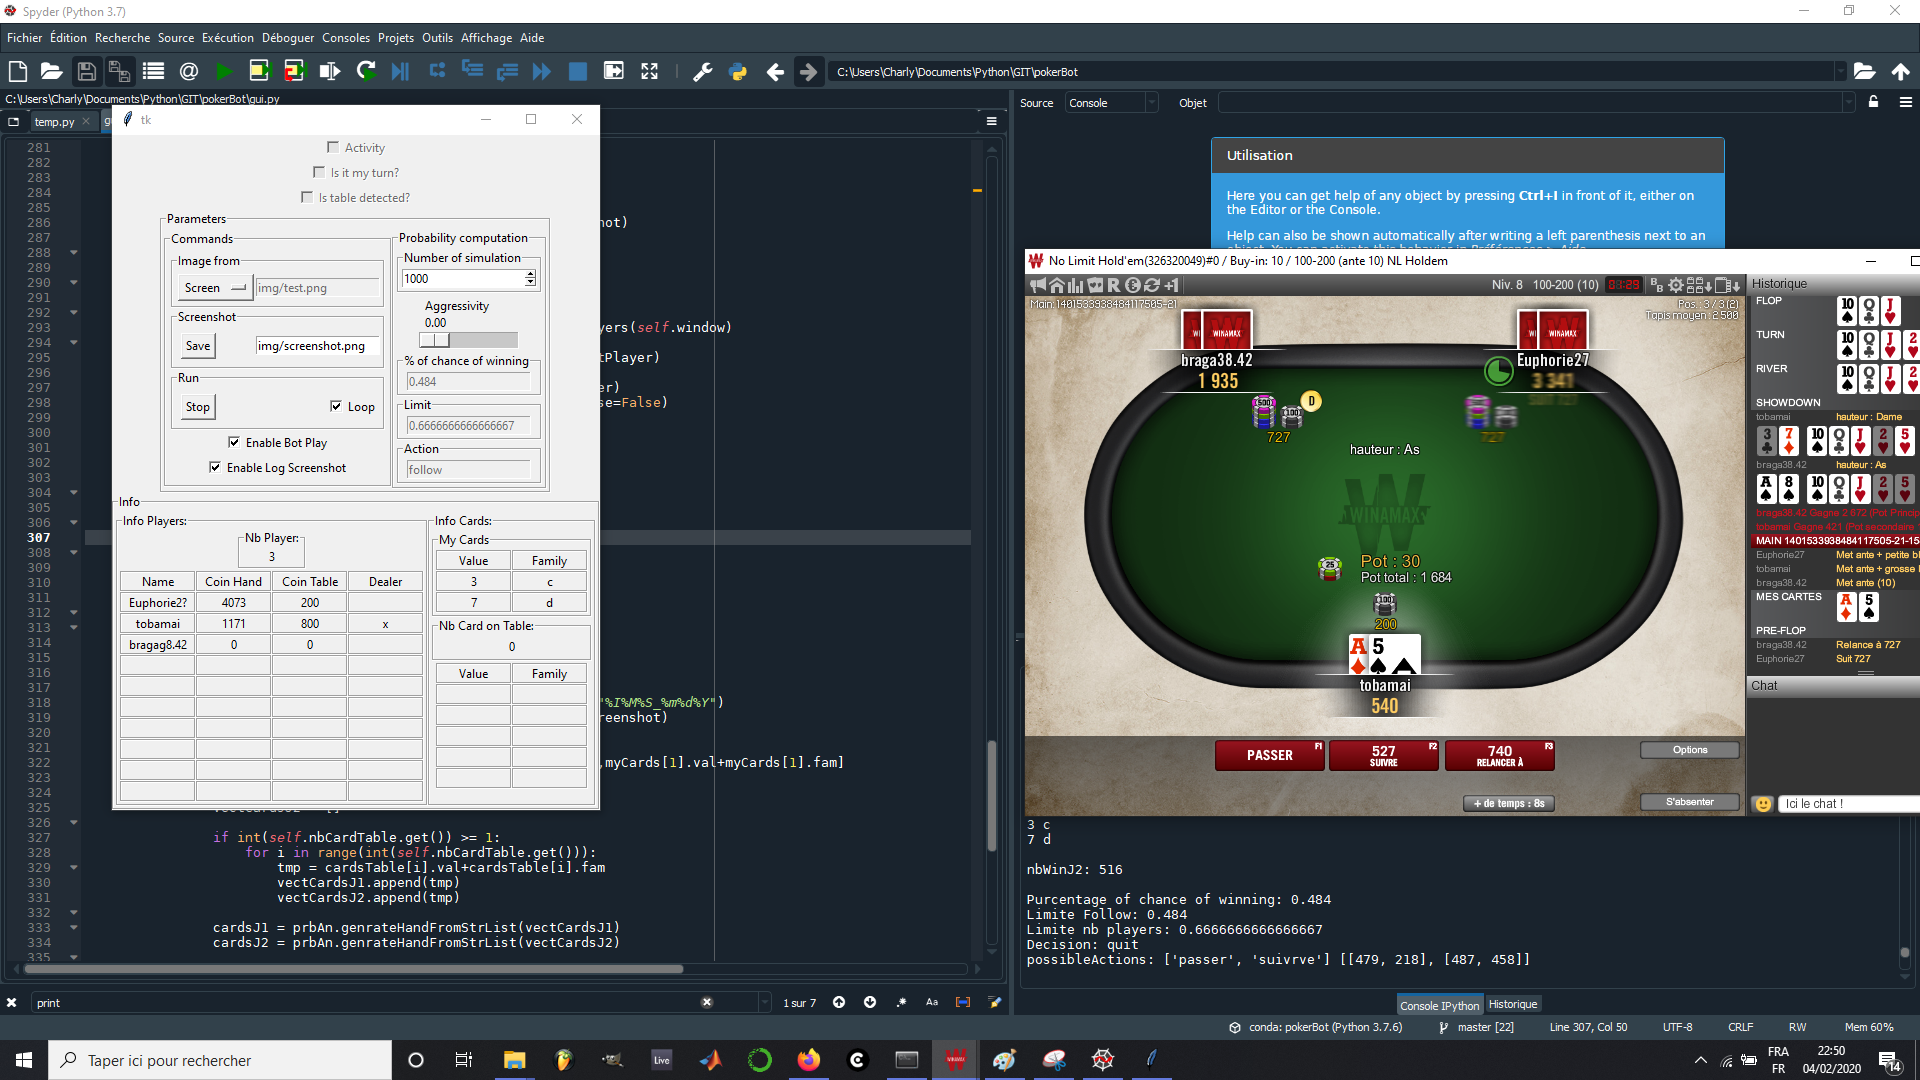 Spyder (Python 3.7)
Fichier Édition Recherche Source Exécution Déboguer Consoles Projets Outils Affichage Aide
C:\Users\Charly\Documents\Python\GIT\pokerBot
C:\Users\Charly\Documents\Python\GIT\pokerBot\gui.py
temp.py
tk
Activity
Is it my turn?
Is table detected?
Parameters
Commands
Image from
Screen img/test.png
Screenshot
Save img/screenshot.png
Run
Stop Loop
Enable Bot Play
Enable Log Screenshot
Probability computation
Number of simulation
1000
Aggressivity
0.00
% of chance of winning
0.484
Limit
0.6666666666666667
Action
follow
Info
Info Players:
Nb Player:
3
Name Coin Hand Coin Table Dealer
Euphorie2? 4073 200
tobamai 1171 800 x
bragag8.42 0 0
Info Cards:
My Cards
Value Family
3 c
7 d
Nb Card on Table:
0
Value Family
281
282
283
284
285
286 ot)
287
288
289
290
291
292
293 yers(self.window)
294
295 tPlayer)
296
297 er)
298 se=False)
299
300
301
302
303
304
305
306
307
308
309
310
311
312
313
314
315
316
317
318 "%I%M%S_%m%d%Y")
319 reenshot)
320
321
322 ,myCards[1].val+myCards[1].fam]
323
324
325
326
327 if int(self.nbCardTable.get()) >= 1:
328 for i in range(int(self.nbCardTable.get())):
329 tmp = cardsTable[i].val+cardsTable[i].fam
330 vectCardsJ1.append(tmp)
331 vectCardsJ2.append(tmp)
332
333 cardsJ1 = prbAn.genrateHandFromStrList(vectCardsJ1)
334 cardsJ2 = prbAn.genrateHandFromStrList(vectCardsJ2)
335
print 1 sur 7 Aa
Source Console Objet
Utilisation
Here you can get help of any object by pressing Ctrl+I in front of it, either on
the Editor or the Console.
Help can also be shown automatically after writing a left parenthesis next to an
No Limit Hold'em(326320049)#0 / Buy-in: 10 / 100-200 (ante 10) NL Holdem
Niv. 8 100-200 (10)
Main:1401533938484117505-21
Pos.: 3 / 3 (2)
Tapis moyen : 2 500
WINAMAX WINAMAX
braga38.42
1 935
Euphorie27
3 341
D
727
727
hauteur : As
W
WINAMAX
Pot : 30
Pot total : 1 684
200
A 5
tobamai
540
PASSER F1
527 SUIVRE F2
740 RELANCER À F3
+ de temps : 8s
Options
S'absenter
Historique
FLOP
10 Q J
TURN
10 Q J 2
RIVER
10 Q J 2
SHOWDOWN
tobamai hauteur : Dame
3 7 10 Q J 2 5
braga38.42 hauteur : As
A 8 10 Q J 2 5
braga38.42 Gagne 2 672 (Pot Princip
tobamai Gagne 421 (Pot secondaire
MAIN 1401533938484117505-21-15
Euphorie27 Met ante + petite bl
tobamai Met ante + grosse
braga38.42 Met ante (10)
MES CARTES A 5
PRE-FLOP
braga38.42 Relance à 727
Euphorie27 Suit 727
Chat
Ici le chat !
3 c
7 d
nbWinJ2: 516
Purcentage of chance of winning: 0.484
Limite Follow: 0.484
Limite nb players: 0.6666666666666667
Decision: quit
possibleActions: ['passer', 'suivrve'] [[479, 218], [487, 458]]
Console IPython Historique
conda: pokerBot (Python 3.7.6) master [22] Line 307, Col 50 UTF-8 CRLF RW Mem 60%
Taper ici pour rechercher
Live
FRA
FR
22:50
04/02/2020
14